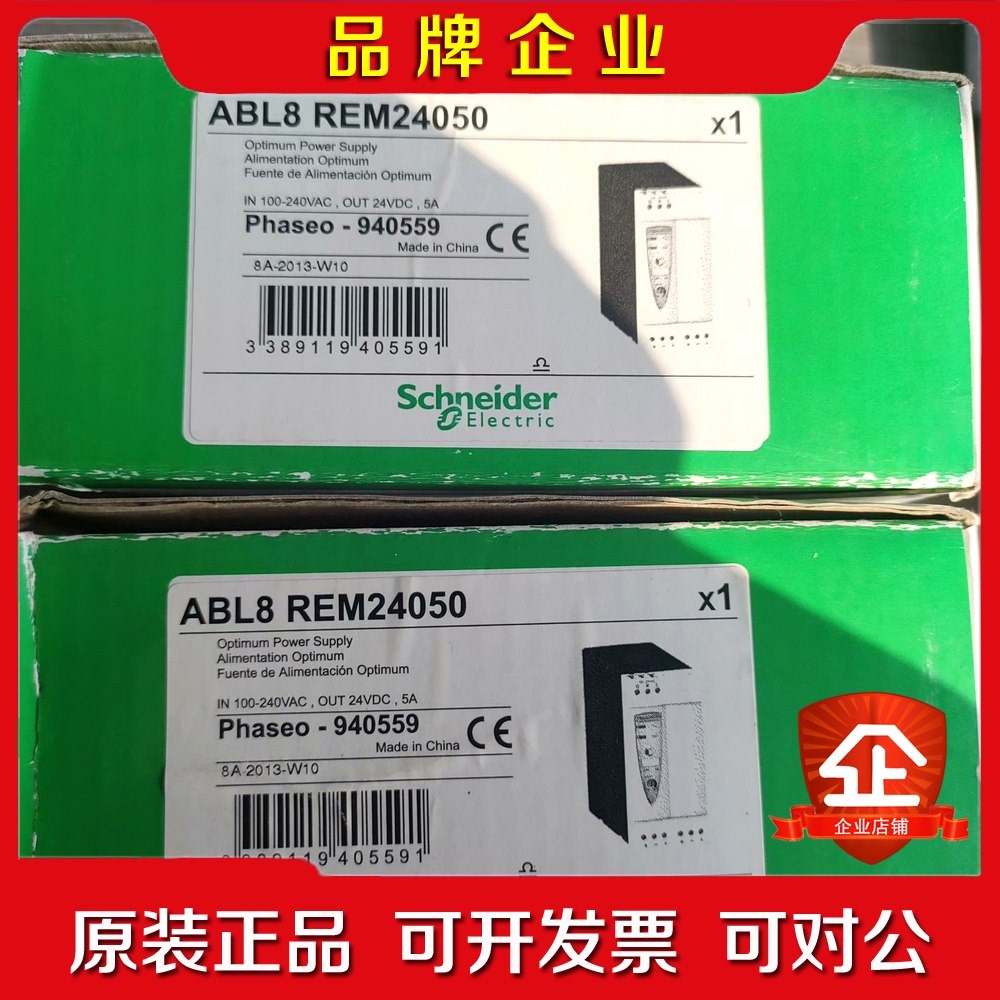 品牌企业
ABL8 REM24050
x1
Optimum Power Supply
Alimentation Optimum
Fuente de Alimentación Optimum
IN 100-240VAC , OUT 24VDC , 5A
Phaseo - 940559
Made in China CE
8A-2013-W10
3 389119 405591
Schneider
Electric
ABL8 REM24050
x1
Optimum Power Supply
Alimentation Optimum
Fuente de Alimentación Optimum
IN 100-240VAC , OUT 24VDC , 5A
Phaseo - 940559
Made in China CE
8A-2013-W10
3 389119 405591
企
企业店铺
原装正品 可开发票 可对公